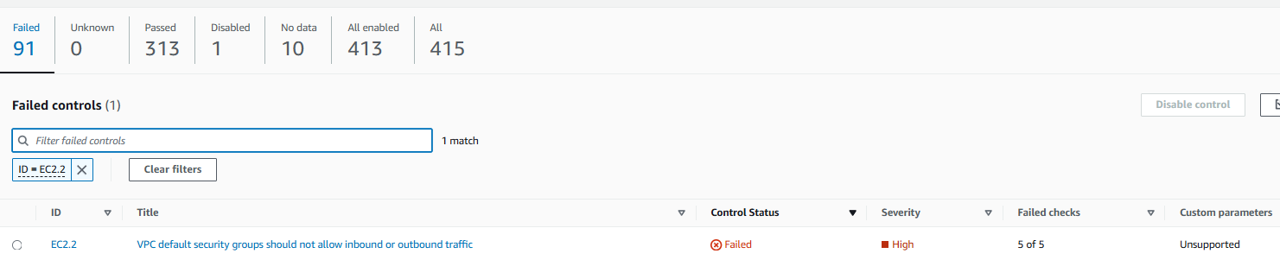 Failed Unknown Passed Disabled No data All enabled All
91 0 313 1 10 413 415
Failed controls (1)
Disable control
Filter failed controls
1 match
ID = EC2.2
Clear filters
ID Title Control Status Severity Failed checks Custom parameters
EC2.2 VPC default security groups should not allow inbound or outbound traffic Failed High 5 of 5 Unsupported